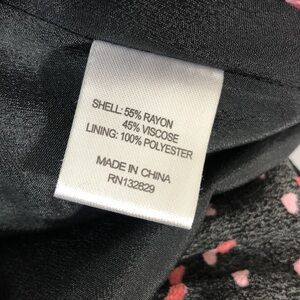 SHELL: 55% RAYON
45% VISCOSE
LINING: 100% POLYESTER
MADE IN CHINA
RN132829